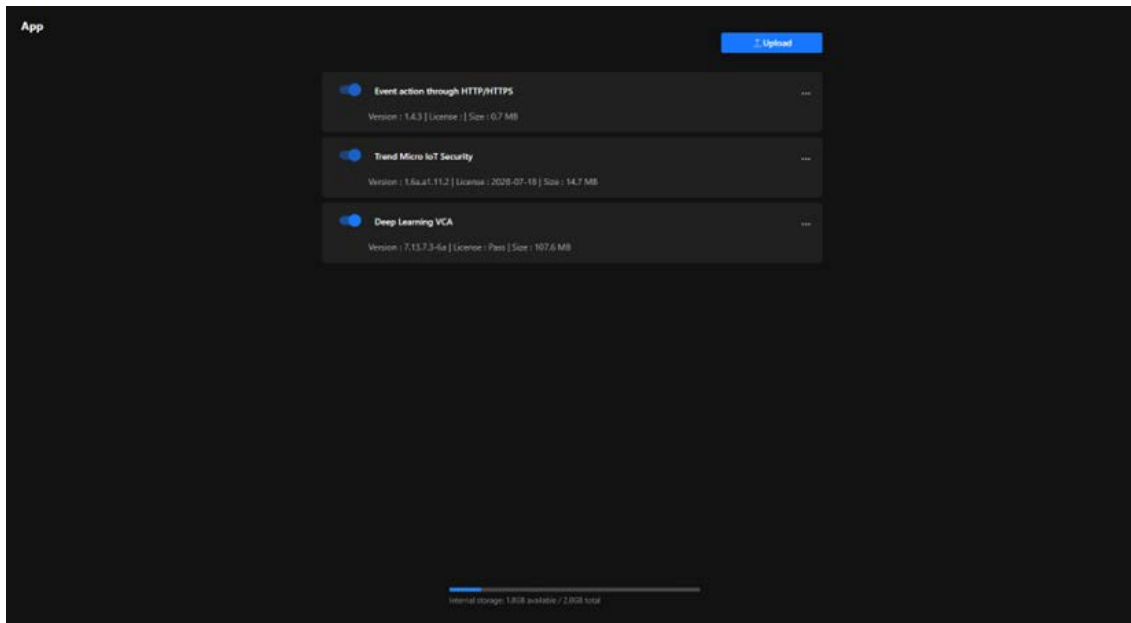 App
Upload
Event action through HTTP/HTTPS
...
Version : 1.4.3 | License : | Size : 0.7 MB
Trend Micro IoT Security
...
Version : 1.6a.a1.11.2 | License : 2028-07-18 | Size : 14.7 MB
Deep Learning VCA
...
Version : 7.13.7.3-6a | License : Pass | Size : 107.6 MB
Internal storage: 1.8GB available / 2.0GB total